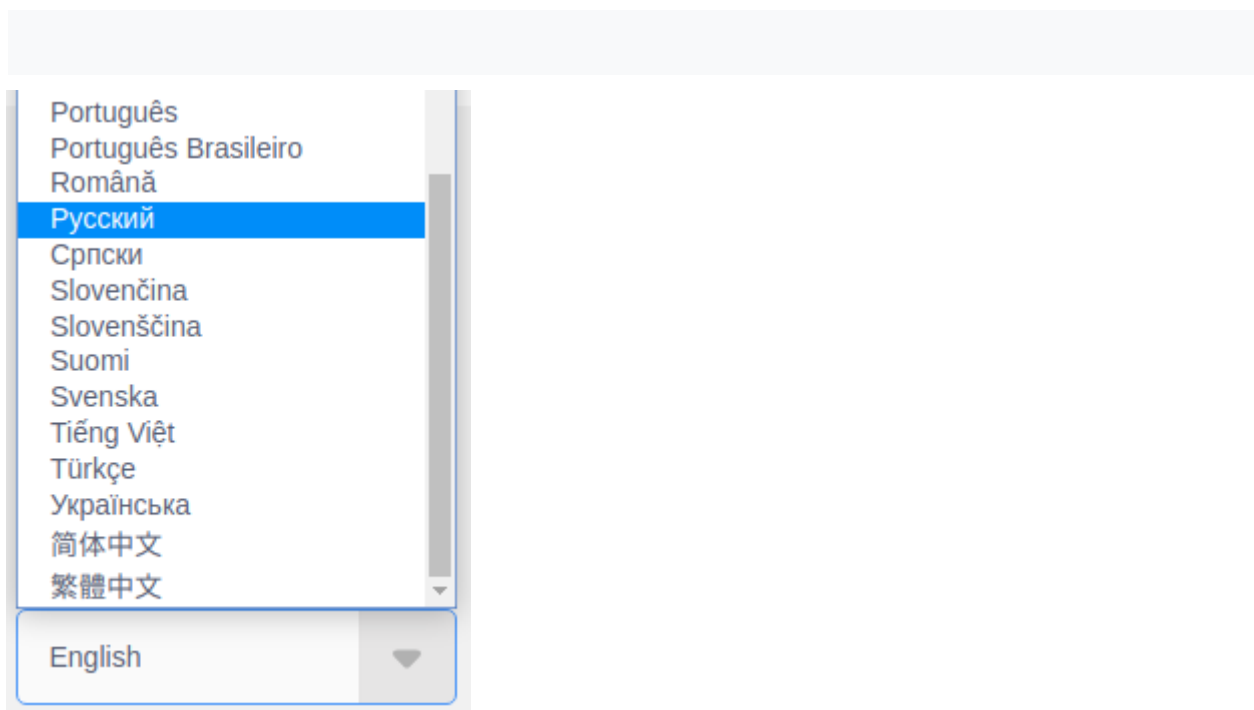 Português
Português Brasileiro
Română
Русский
Српски
Slovenčina
Slovenščina
Suomi
Svenska
Tiếng Việt
Türkçe
Українська
简体中文
繁體中文
English